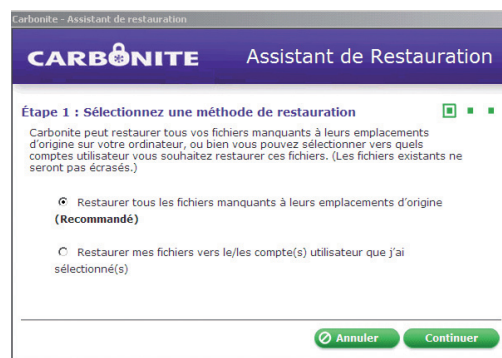 Carbonite - Assistant de restauration
CARBONITE
Assistant de Restauration
Étape 1 : Sélectionnez une méthode de restauration
Carbonite peut restaurer tous vos fichiers manquants à leurs emplacements
d'origine sur votre ordinateur, ou bien vous pouvez sélectionner vers quels
comptes utilisateur vous souhaitez restaurer ces fichiers. (Les fichiers existants ne
seront pas écrasés.)
Restaurer tous les fichiers manquants à leurs emplacements d'origine
(Recommandé)
Restaurer mes fichiers vers le/les compte(s) utilisateur que j'ai
sélectionné(s)
Annuler
Continuer